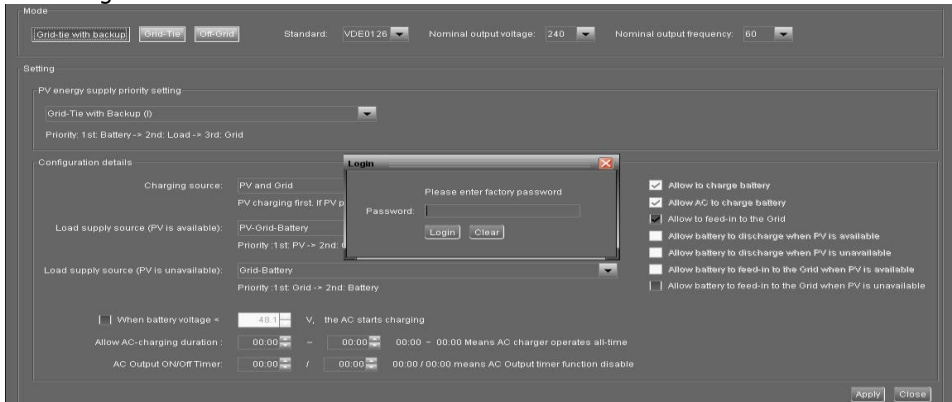 Mode
Grid-tie with backup Grid-Tie Off-Grid Standard: VDE0126 Nominal output voltage: 240 Nominal output frequency: 60
Setting
PV energy supply priority setting
Grid-Tie with Backup (I)
Priority: 1st: Battery -> 2nd: Load -> 3rd: Grid
Configuration details
Login
Please enter factory password
Password:
Login Clear
Charging source: PV and Grid
PV charging first. If PV p
Load supply source (PV is available): PV-Grid-Battery
Priority :1st: PV -> 2nd:
Load supply source (PV is unavailable): Grid-Battery
Priority :1st: Grid -> 2nd: Battery
Allow to charge battery
Allow AC to charge battery
Allow to feed-in to the Grid
Allow battery to discharge when PV is available
Allow battery to discharge when PV is unavailable
Allow battery to feed-in to the Grid when PV is available
Allow battery to feed-in to the Grid when PV is unavailable
When battery voltage < 48.1 V, the AC starts charging
Allow AC-charging duration : 00:00 ~ 00:00 00:00 ~ 00:00 Means AC charger operates all-time
AC Output ON/Off Timer: 00:00 / 00:00 00:00 / 00:00 means AC Output timer function disable
Apply Close